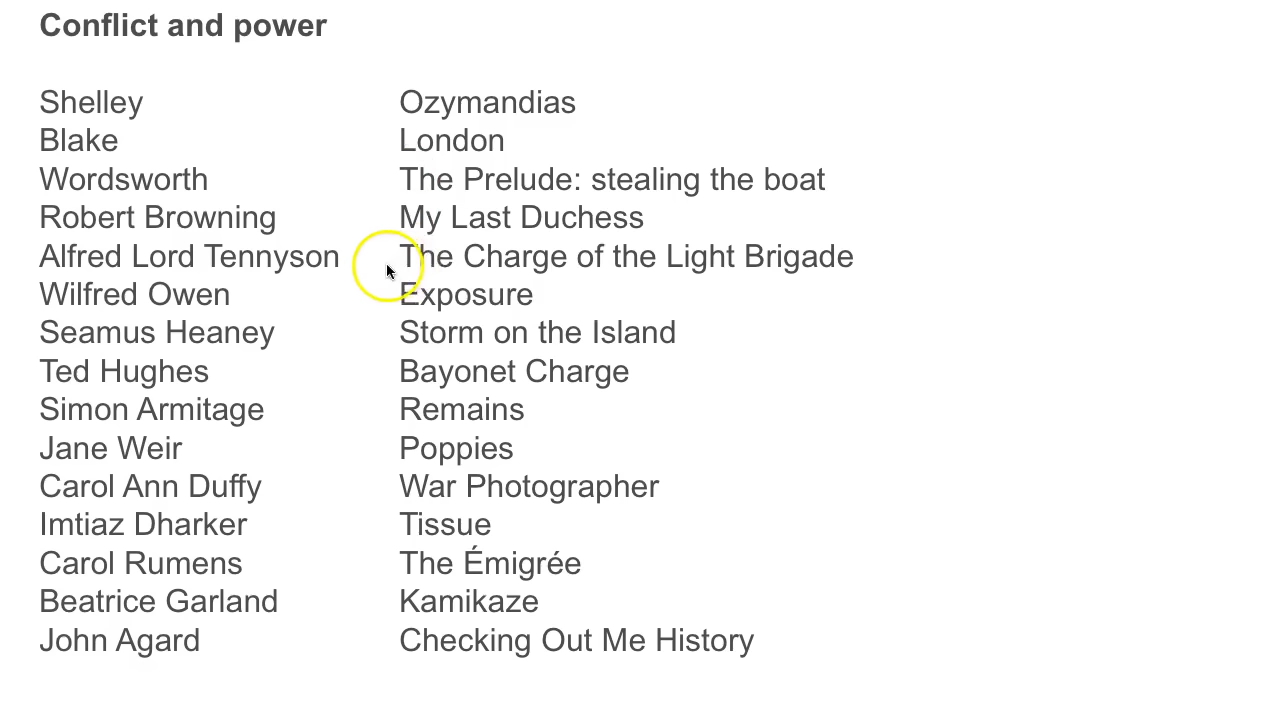 Conflict and power
Shelley Ozymandias
Blake London
Wordsworth The Prelude: stealing the boat
Robert Browning My Last Duchess
Alfred Lord Tennyson The Charge of the Light Brigade
Wilfred Owen Exposure
Seamus Heaney Storm on the Island
Ted Hughes Bayonet Charge
Simon Armitage Remains
Jane Weir Poppies
Carol Ann Duffy War Photographer
Imtiaz Dharker Tissue
Carol Rumens The Émigrée
Beatrice Garland Kamikaze
John Agard Checking Out Me History